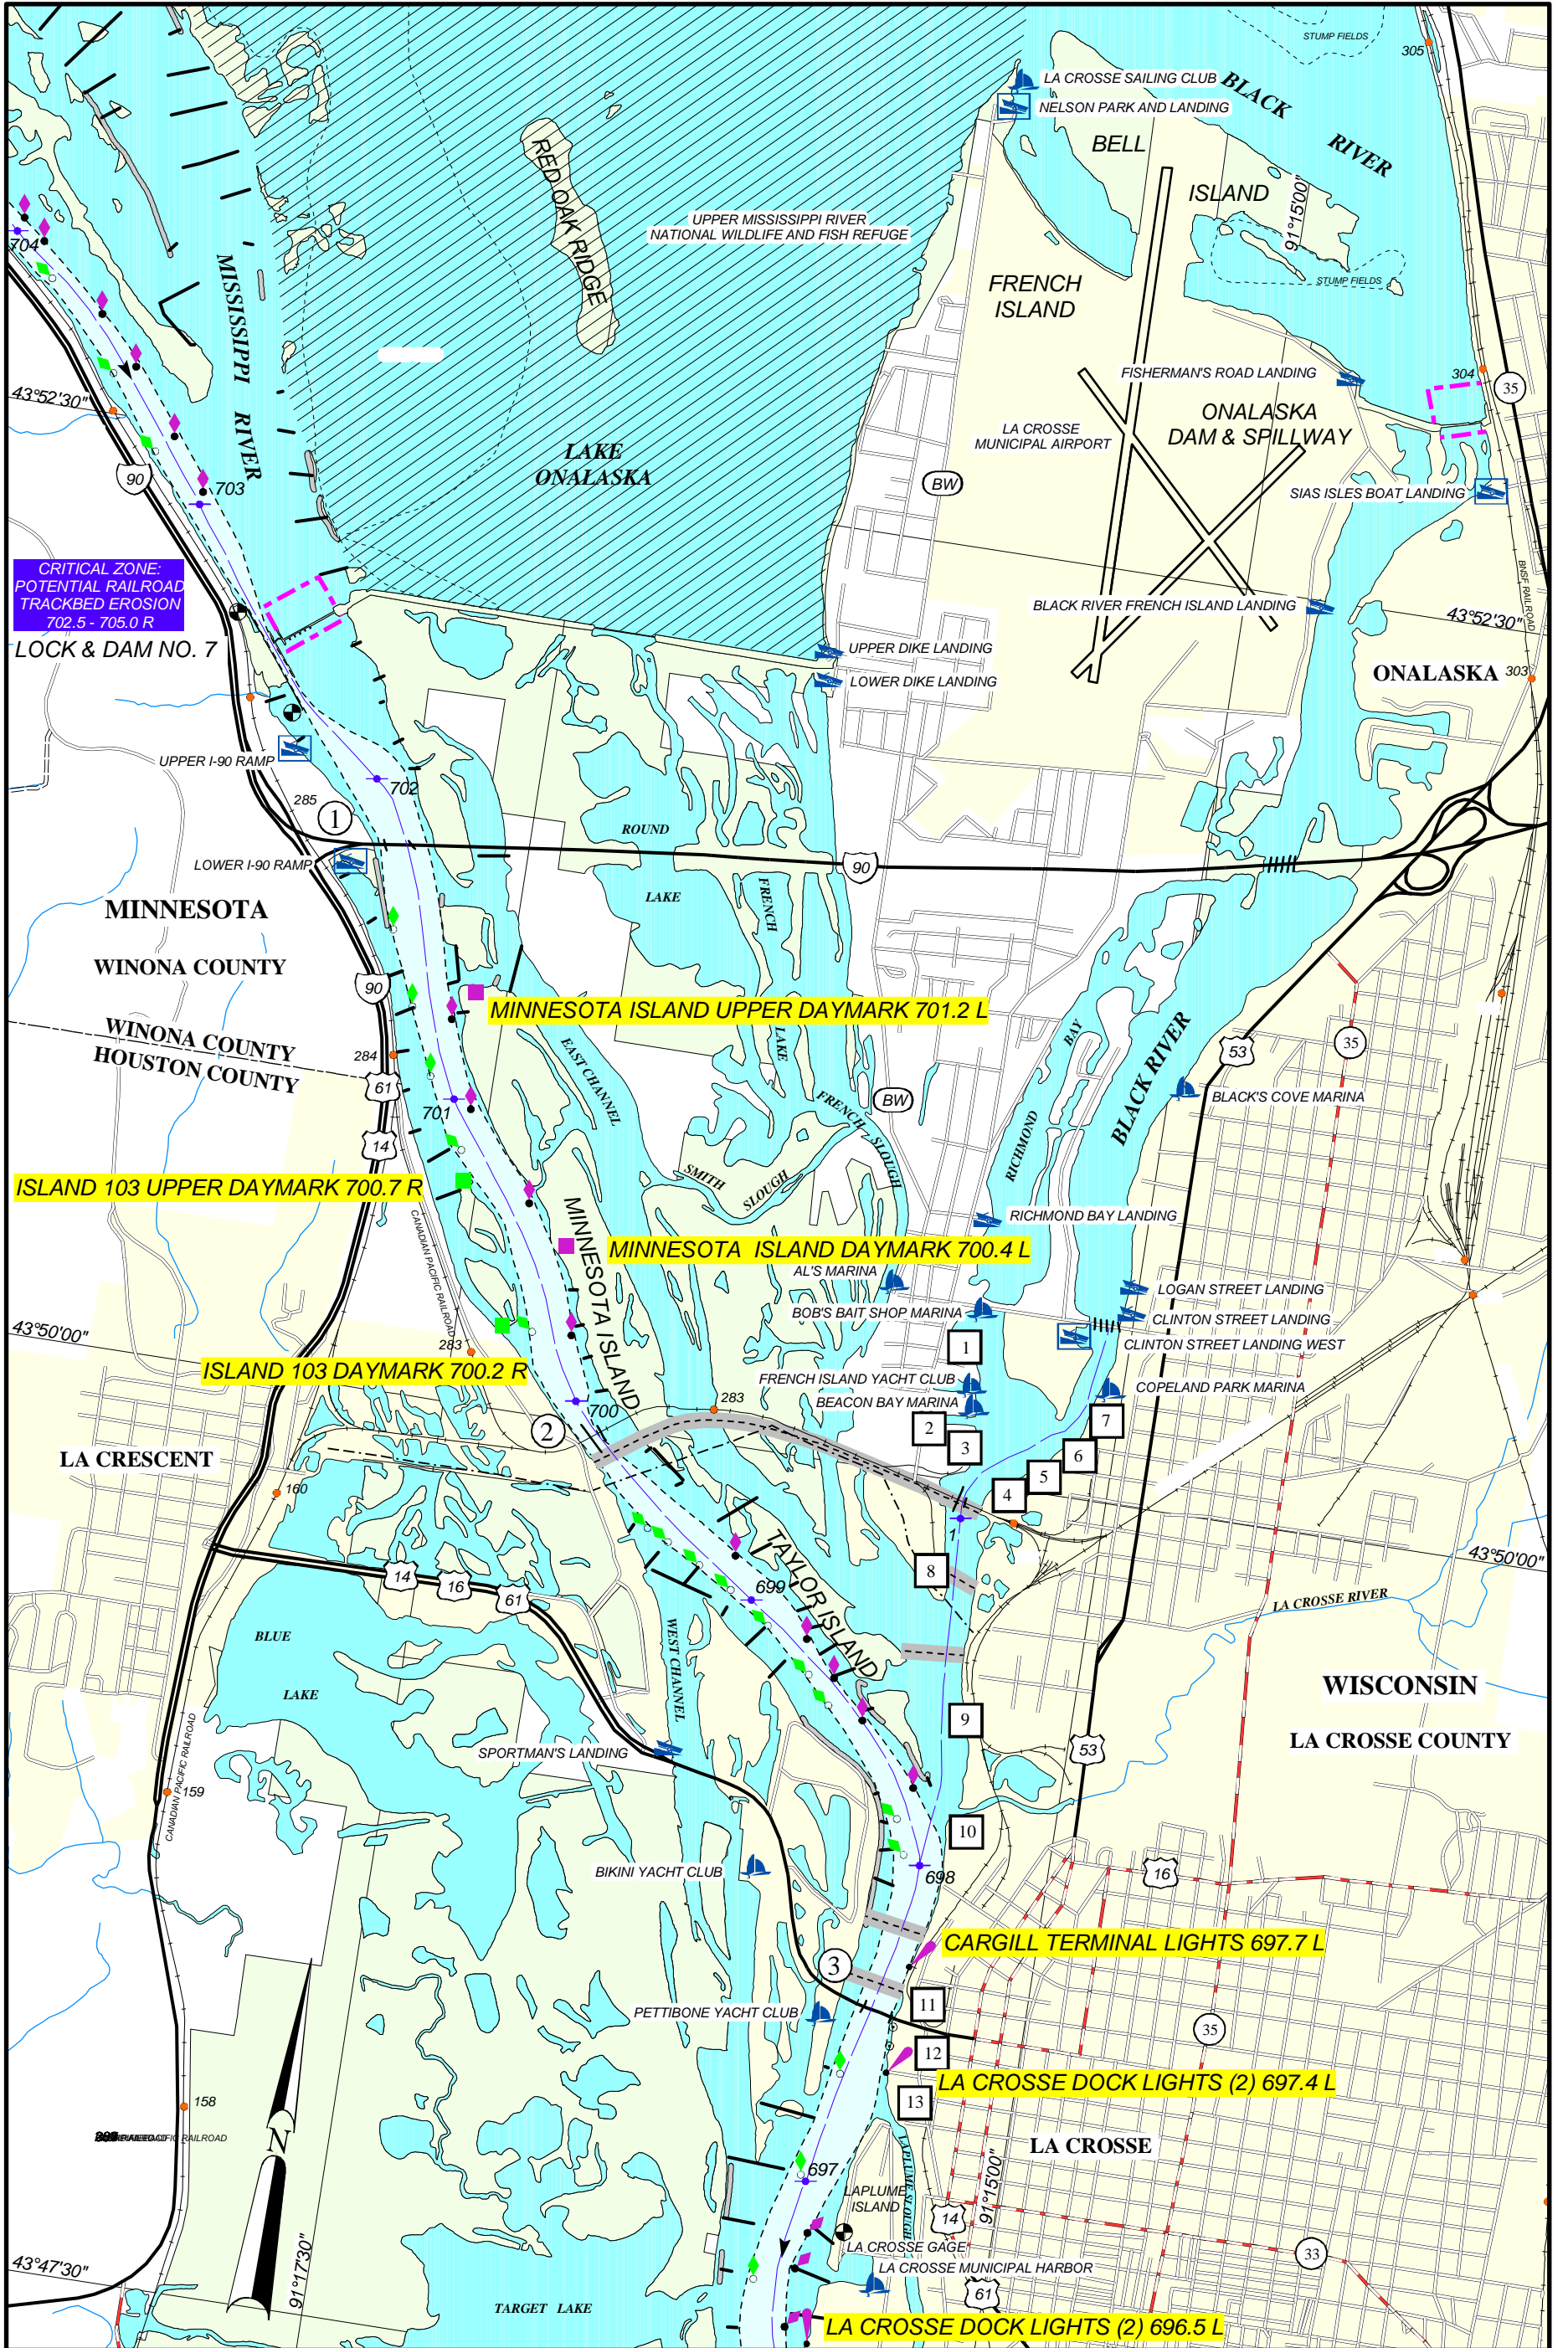 STUMP FIELDS
305
LA CROSSE SAILING CLUB
BLACK
RIVER
NELSON PARK AND LANDING
BELL
ISLAND
91°15'00"
RED OAK RIDGE
UPPER MISSISSIPPI RIVER
NATIONAL WILDLIFE AND FISH REFUGE
704
MISSISSIPPI RIVER
FRENCH
ISLAND
STUMP FIELDS
43°52'30"
FISHERMAN'S ROAD LANDING
304
35
LA CROSSE
MUNICIPAL AIRPORT
ONALASKA
DAM & SPILLWAY
LAKE
ONALASKA
90
703
BW
SIAS ISLES BOAT LANDING
BNSF RAILROAD
CRITICAL ZONE:
POTENTIAL RAILROAD
TRACKBED EROSION
702.5 - 705.0 R
LOCK & DAM NO. 7
BLACK RIVER FRENCH ISLAND LANDING
43°52'30"
UPPER DIKE LANDING
LOWER DIKE LANDING
ONALASKA
303
UPPER I-90 RAMP
702
285
1
ROUND
LAKE
LOWER I-90 RAMP
90
FRENCH
LAKE
MINNESOTA
WINONA COUNTY
90
MINNESOTA ISLAND UPPER DAYMARK 701.2 L
WINONA COUNTY
HOUSTON COUNTY
284
61
701
14
EAST CHANNEL
BW
FRENCH SLOUGH
RICHMOND BAY
BLACK RIVER
53
35
BLACK'S COVE MARINA
SMITH SLOUGH
ISLAND 103 UPPER DAYMARK 700.7 R
CANADIAN PACIFIC RAILROAD
MINNESOTA ISLAND
RICHMOND BAY LANDING
MINNESOTA ISLAND DAYMARK 700.4 L
AL'S MARINA
LOGAN STREET LANDING
BOB'S BAIT SHOP MARINA
CLINTON STREET LANDING
CLINTON STREET LANDING WEST
43°50'00"
283
1
ISLAND 103 DAYMARK 700.2 R
FRENCH ISLAND YACHT CLUB
COPELAND PARK MARINA
BEACON BAY MARINA
700
283
2
2
3
7
6
5
4
LA CRESCENT
160
1
43°50'00"
14
16
61
699
TAYLOR ISLAND
8
LA CROSSE RIVER
BLUE
LAKE
WEST CHANNEL
WISCONSIN
LA CROSSE COUNTY
9
53
SPORTMAN'S LANDING
CANADIAN PACIFIC RAILROAD
159
10
BIKINI YACHT CLUB
698
16
CARGILL TERMINAL LIGHTS 697.7 L
3
11
PETTIBONE YACHT CLUB
35
12
LA CROSSE DOCK LIGHTS (2) 697.4 L
13
158
N
LA CROSSE
697
LAPLUME SLOUGH
LAPLUME
ISLAND
91°15'00"
14
LA CROSSE GAGE
33
43°47'30"
91°17'30"
LA CROSSE MUNICIPAL HARBOR
61
TARGET LAKE
LA CROSSE DOCK LIGHTS (2) 696.5 L